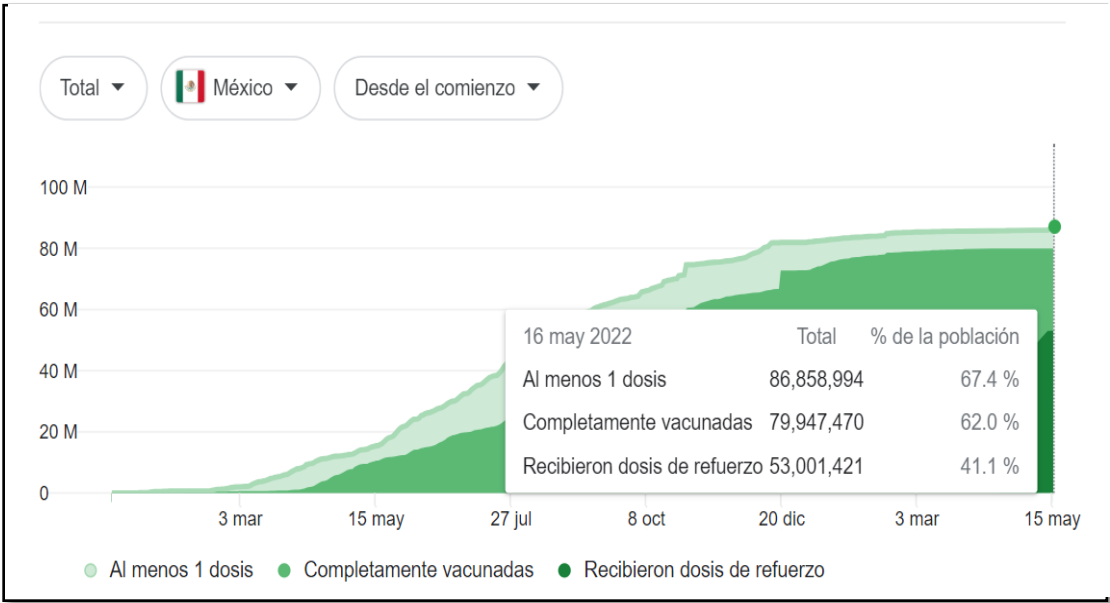 Total México Desde el comienzo
100 M
80 M
60 M
40 M
20 M
0
16 may 2022 Total % de la población
Al menos 1 dosis 86,858,994 67.4 %
Completamente vacunadas 79,947,470 62.0 %
Recibieron dosis de refuerzo 53,001,421 41.1 %
3 mar 15 may 27 jul 8 oct 20 dic 3 mar 15 may
Al menos 1 dosis Completamente vacunadas Recibieron dosis de refuerzo